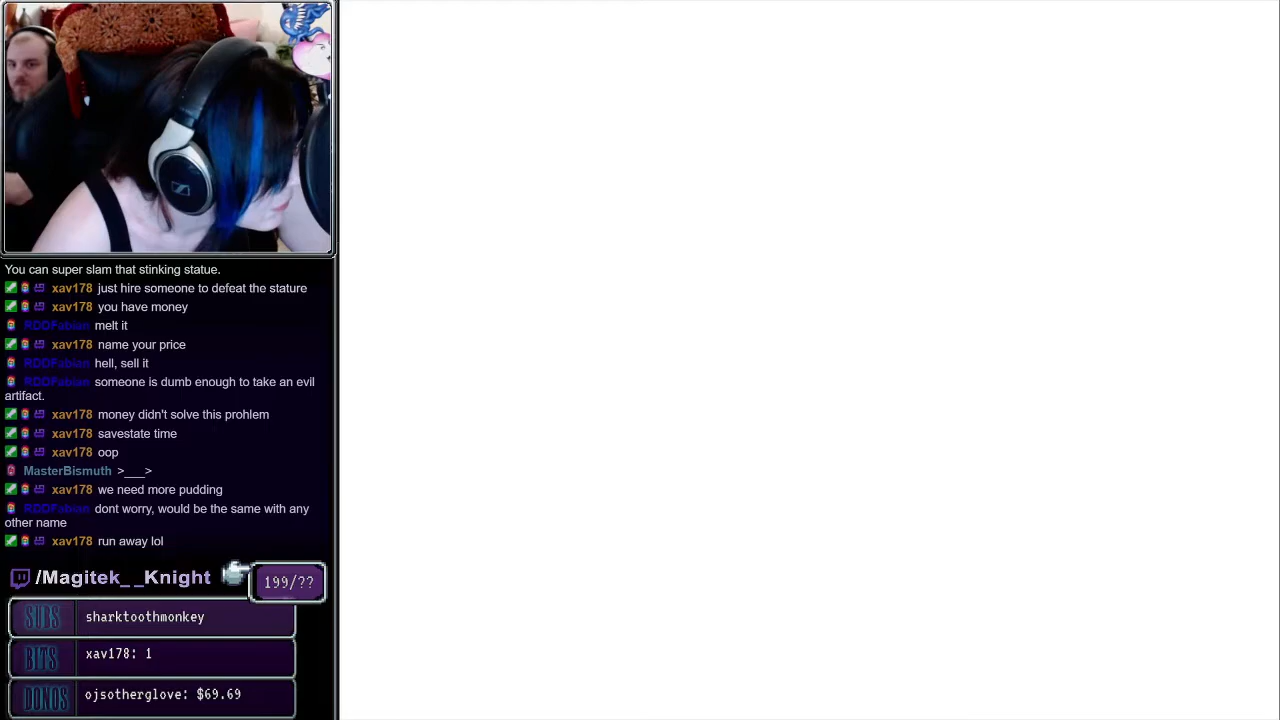 You can super slam that stinking statue.
xav178 just hire someone to defeat the stature
xav178 you have money
RDDFabian melt it
xav178 name your price
RDDFabian hell, sell it
RDDFabian someone is dumb enough to take an evil
artifact.
xav178 money didn't solve this prohlem
xav178 savestate time
xav178 oop
MasterBismuth >___>
xav178 we need more pudding
RDDFabian dont worry, would be the same with any
other name
xav178 run away lol
/Magitek__Knight
199/??
SUBS sharktoothmonkey
BITS xav178: 1
DONOS ojsotherglove: $69.69